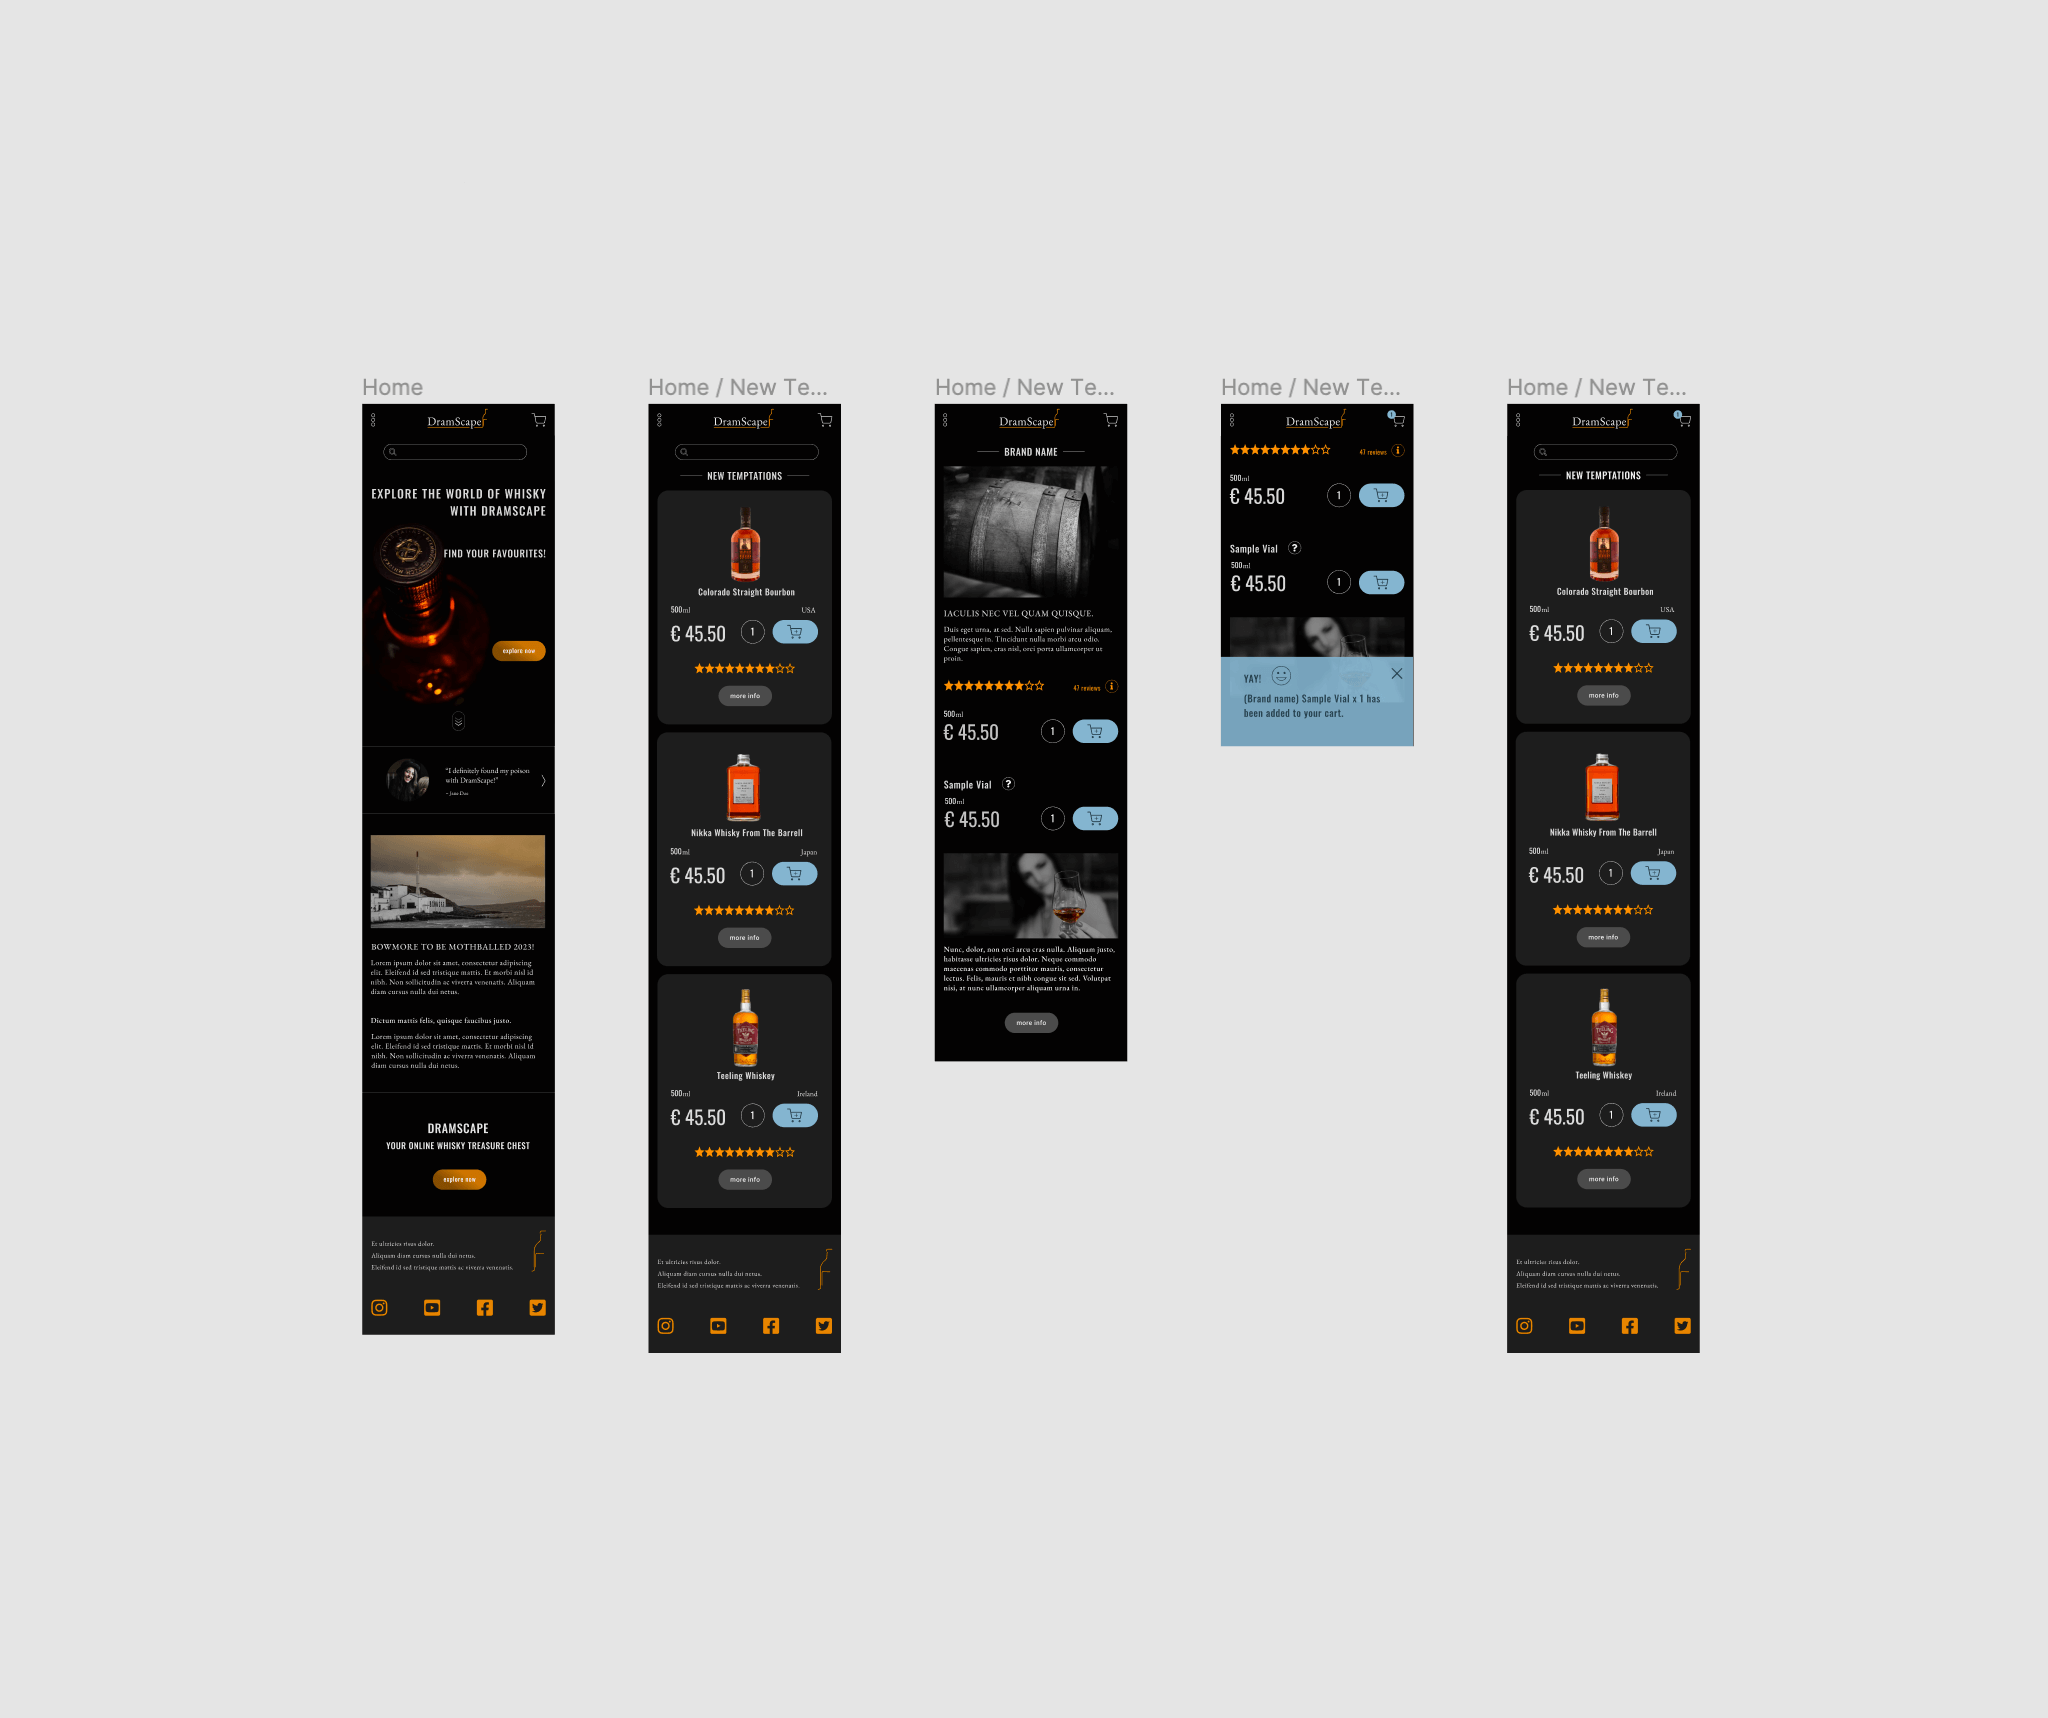 Home
DramScape
EXPLORE THE WORLD OF WHISKY
WITH DRAMSCAPE
FIND YOUR FAVOURITES!
explore now
“I definitely found my poison
with DramScape!”
- Jane Doe
BOWMORE TO BE MOTHBALLED 2023!
Lorem ipsum dolor sit amet, consectetur adipiscing
elit. Eleifend id sed tristique mattis. Et morbi nisl id
nibh. Non sollicitudin ac viverra venenatis. Aliquam
diam cursus nulla dui netus.
Dictum mattis felis, quisque faucibus justo.
Lorem ipsum dolor sit amet, consectetur adipiscing
elit. Eleifend id sed tristique mattis. Et morbi nisl id
nibh. Non sollicitudin ac viverra venenatis. Aliquam
diam cursus nulla dui netus.
DRAMSCAPE
YOUR ONLINE WHISKY TREASURE CHEST
explore now
Et ultricies risus dolor.
Aliquam diam cursus nulla dui netus.
Eleifend id sed tristique mattis ac viverra venenatis.
Home / New Te...
DramScape
NEW TEMPTATIONS
Colorado Straight Bourbon
500ml USA
€ 45.50 1
more info
Nikka Whisky From The Barrell
500ml Japan
€ 45.50 1
more info
TEELING
Teeling Whiskey
500ml Ireland
€ 45.50 1
more info
Et ultricies risus dolor.
Aliquam diam cursus nulla dui netus.
Eleifend id sed tristique mattis ac viverra venenatis.
Home / New Te...
DramScape
BRAND NAME
IACULIS NEC VEL QUAM QUISQUE.
Duis eget urna, at sed. Nulla sapien pulvinar aliquam,
pellentesque in. Tincidunt nulla morbi arcu odio.
Congue sapien, cras nisl, orci porta ullamcorper ut
proin.
47 reviews i
500ml
€ 45.50 1
Sample Vial ?
500ml
€ 45.50 1
Nunc, dolor, non orci arcu cras nulla. Aliquam justo,
habitasse ultricies risus dolor. Neque commodo
maecenas commodo porttitor mauris, consectetur
lectus. Felis, mauris et nibh congue sit sed. Volutpat
nisi, at nunc ullamcorper aliquam urna in.
more info
Home / New Te...
DramScape 1
47 reviews i
500ml
€ 45.50 1
Sample Vial ?
500ml
€ 45.50 1
YAY!
(Brand name) Sample Vial x 1 has
been added to your cart.
Home / New Te...
DramScape 1
NEW TEMPTATIONS
Colorado Straight Bourbon
500ml USA
€ 45.50 1
more info
Nikka Whisky From The Barrell
500ml Japan
€ 45.50 1
more info
TEELING
Teeling Whiskey
500ml Ireland
€ 45.50 1
more info
Et ultricies risus dolor.
Aliquam diam cursus nulla dui netus.
Eleifend id sed tristique mattis ac viverra venenatis.